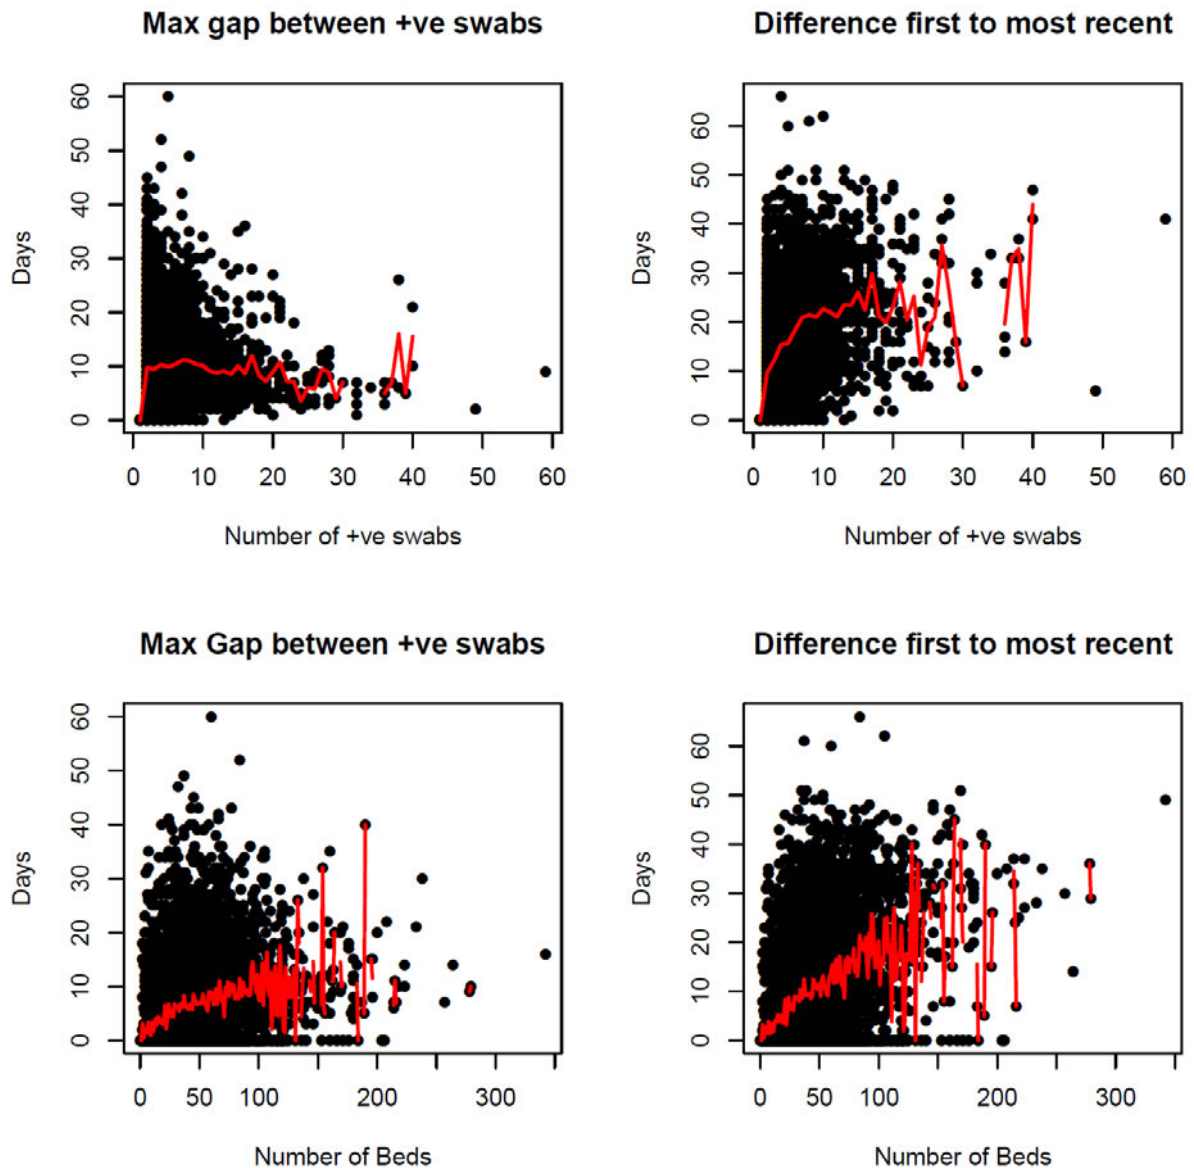 Max gap between +ve swabs
Difference first to most recent
60
50
40
30
20
10
0
Days
0 10 20 30 40 50 60
Number of +ve swabs
60
50
40
30
20
10
0
Days
0 10 20 30 40 50 60
Number of +ve swabs
Max Gap between +ve swabs
Difference first to most recent
60
50
40
30
20
10
0
Days
0 50 100 200 300
Number of Beds
60
50
40
30
20
10
0
Days
0 50 100 200 300
Number of Beds